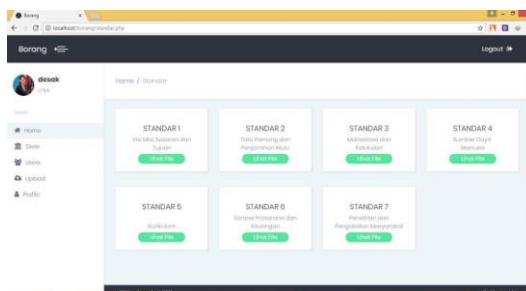 Borang
localhost/borang/standar.php
Borang
Logout
desak
Home / Standar
Home
Divisi
Users
Upload
Profile
STANDAR 1
Visi Misi, Sasaran dan
Tujuan
Lihat File
STANDAR 2
Tata Pamong dan
Penjaminan Mutu
Lihat File
STANDAR 3
Mahasiswa dan
Kelulusan
Lihat File
STANDAR 4
Sumber Daya
Manusia
Lihat File
STANDAR 5
Kurikulum
Lihat File
STANDAR 6
Sarana Prasarana dan
Keuangan
Lihat File
STANDAR 7
Penelitian dan
Pengabdian Masyarakat
Lihat File